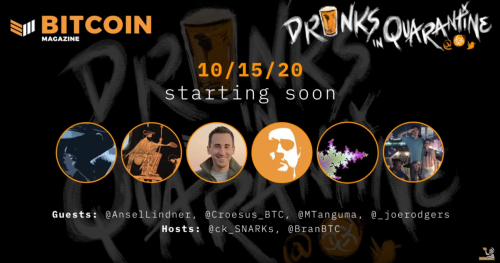 BITCOIN
MAGAZINE
DRINKS
IN QUARANTINE
10/15/20
starting soon
Guests: @AnselLindner, @Croesus_BTC, @MTanguma, @_joerodgers
Hosts: @ck_SNARKs, @BranBTC